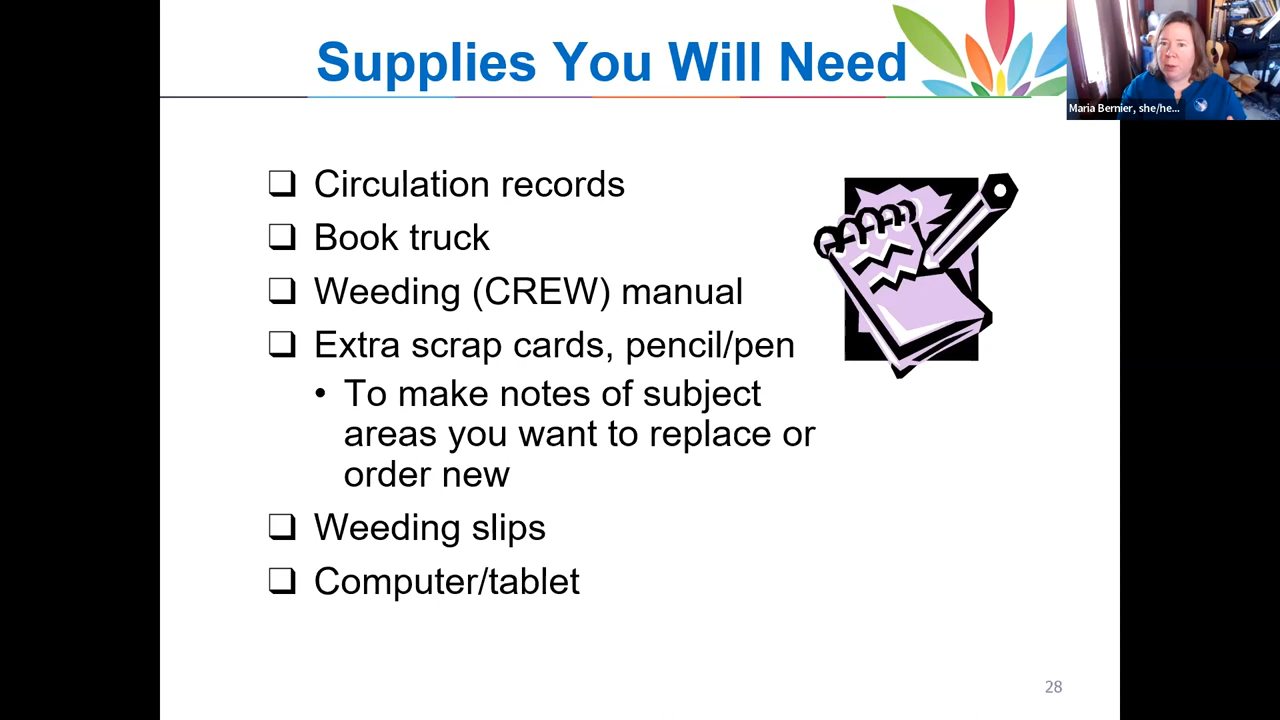 Supplies You Will Need
Maria Bernier, she/he...
❑ Circulation records
❑ Book truck
❑ Weeding (CREW) manual
❑ Extra scrap cards, pencil/pen
• To make notes of subject
areas you want to replace or
order new
❑ Weeding slips
❑ Computer/tablet
28